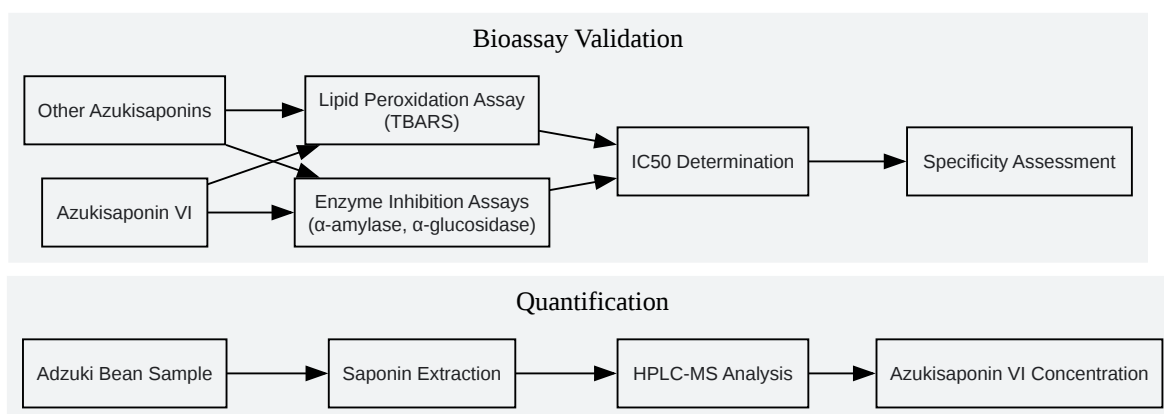 Bioassay Validation
Other Azukisaponins
Lipid Peroxidation Assay
(TBARS)
Azukisaponin VI
Enzyme Inhibition Assays
(α-amylase, α-glucosidase)
IC50 Determination
Specificity Assessment
Quantification
Adzuki Bean Sample
Saponin Extraction
HPLC-MS Analysis
Azukisaponin VI Concentration